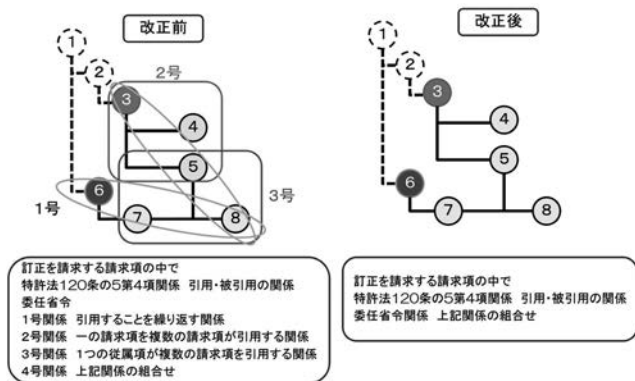 改正前
1
2
2号
3
4
5
6
3号
1号
7
8
訂正を請求する請求項の中で
特許法120条の5第4項関係 引用・被引用の関係
委任省令
1号関係 引用することを繰り返す関係
2号関係 一の請求項を複数の請求項が引用する関係
3号関係 1つの従属項が複数の請求項を引用する関係
4号関係 上記関係の組合せ
改正後
1
2
3
4
5
6
7
8
訂正を請求する請求項の中で
特許法120条の5第4項関係 引用・被引用の関係
委任省令関係 上記関係の組合せ